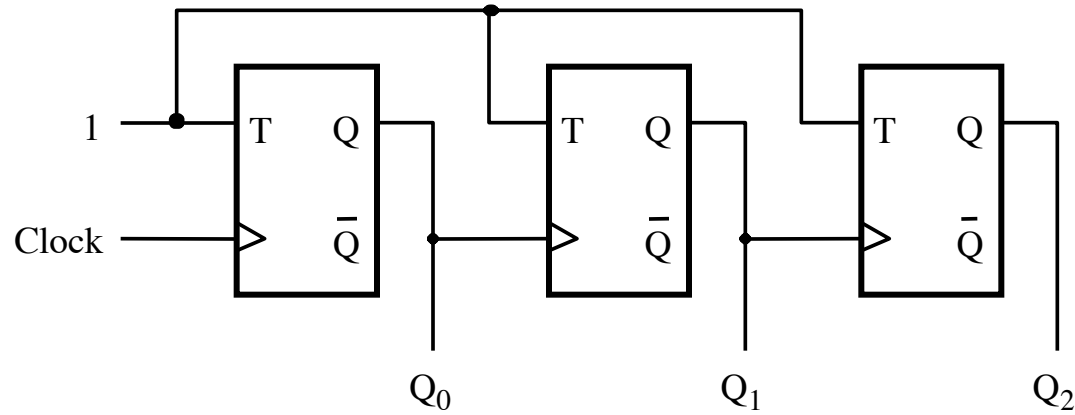 1 T Q T Q T Q
Clock Q̅ Q̅ Q̅
Q₀ Q₁ Q₂